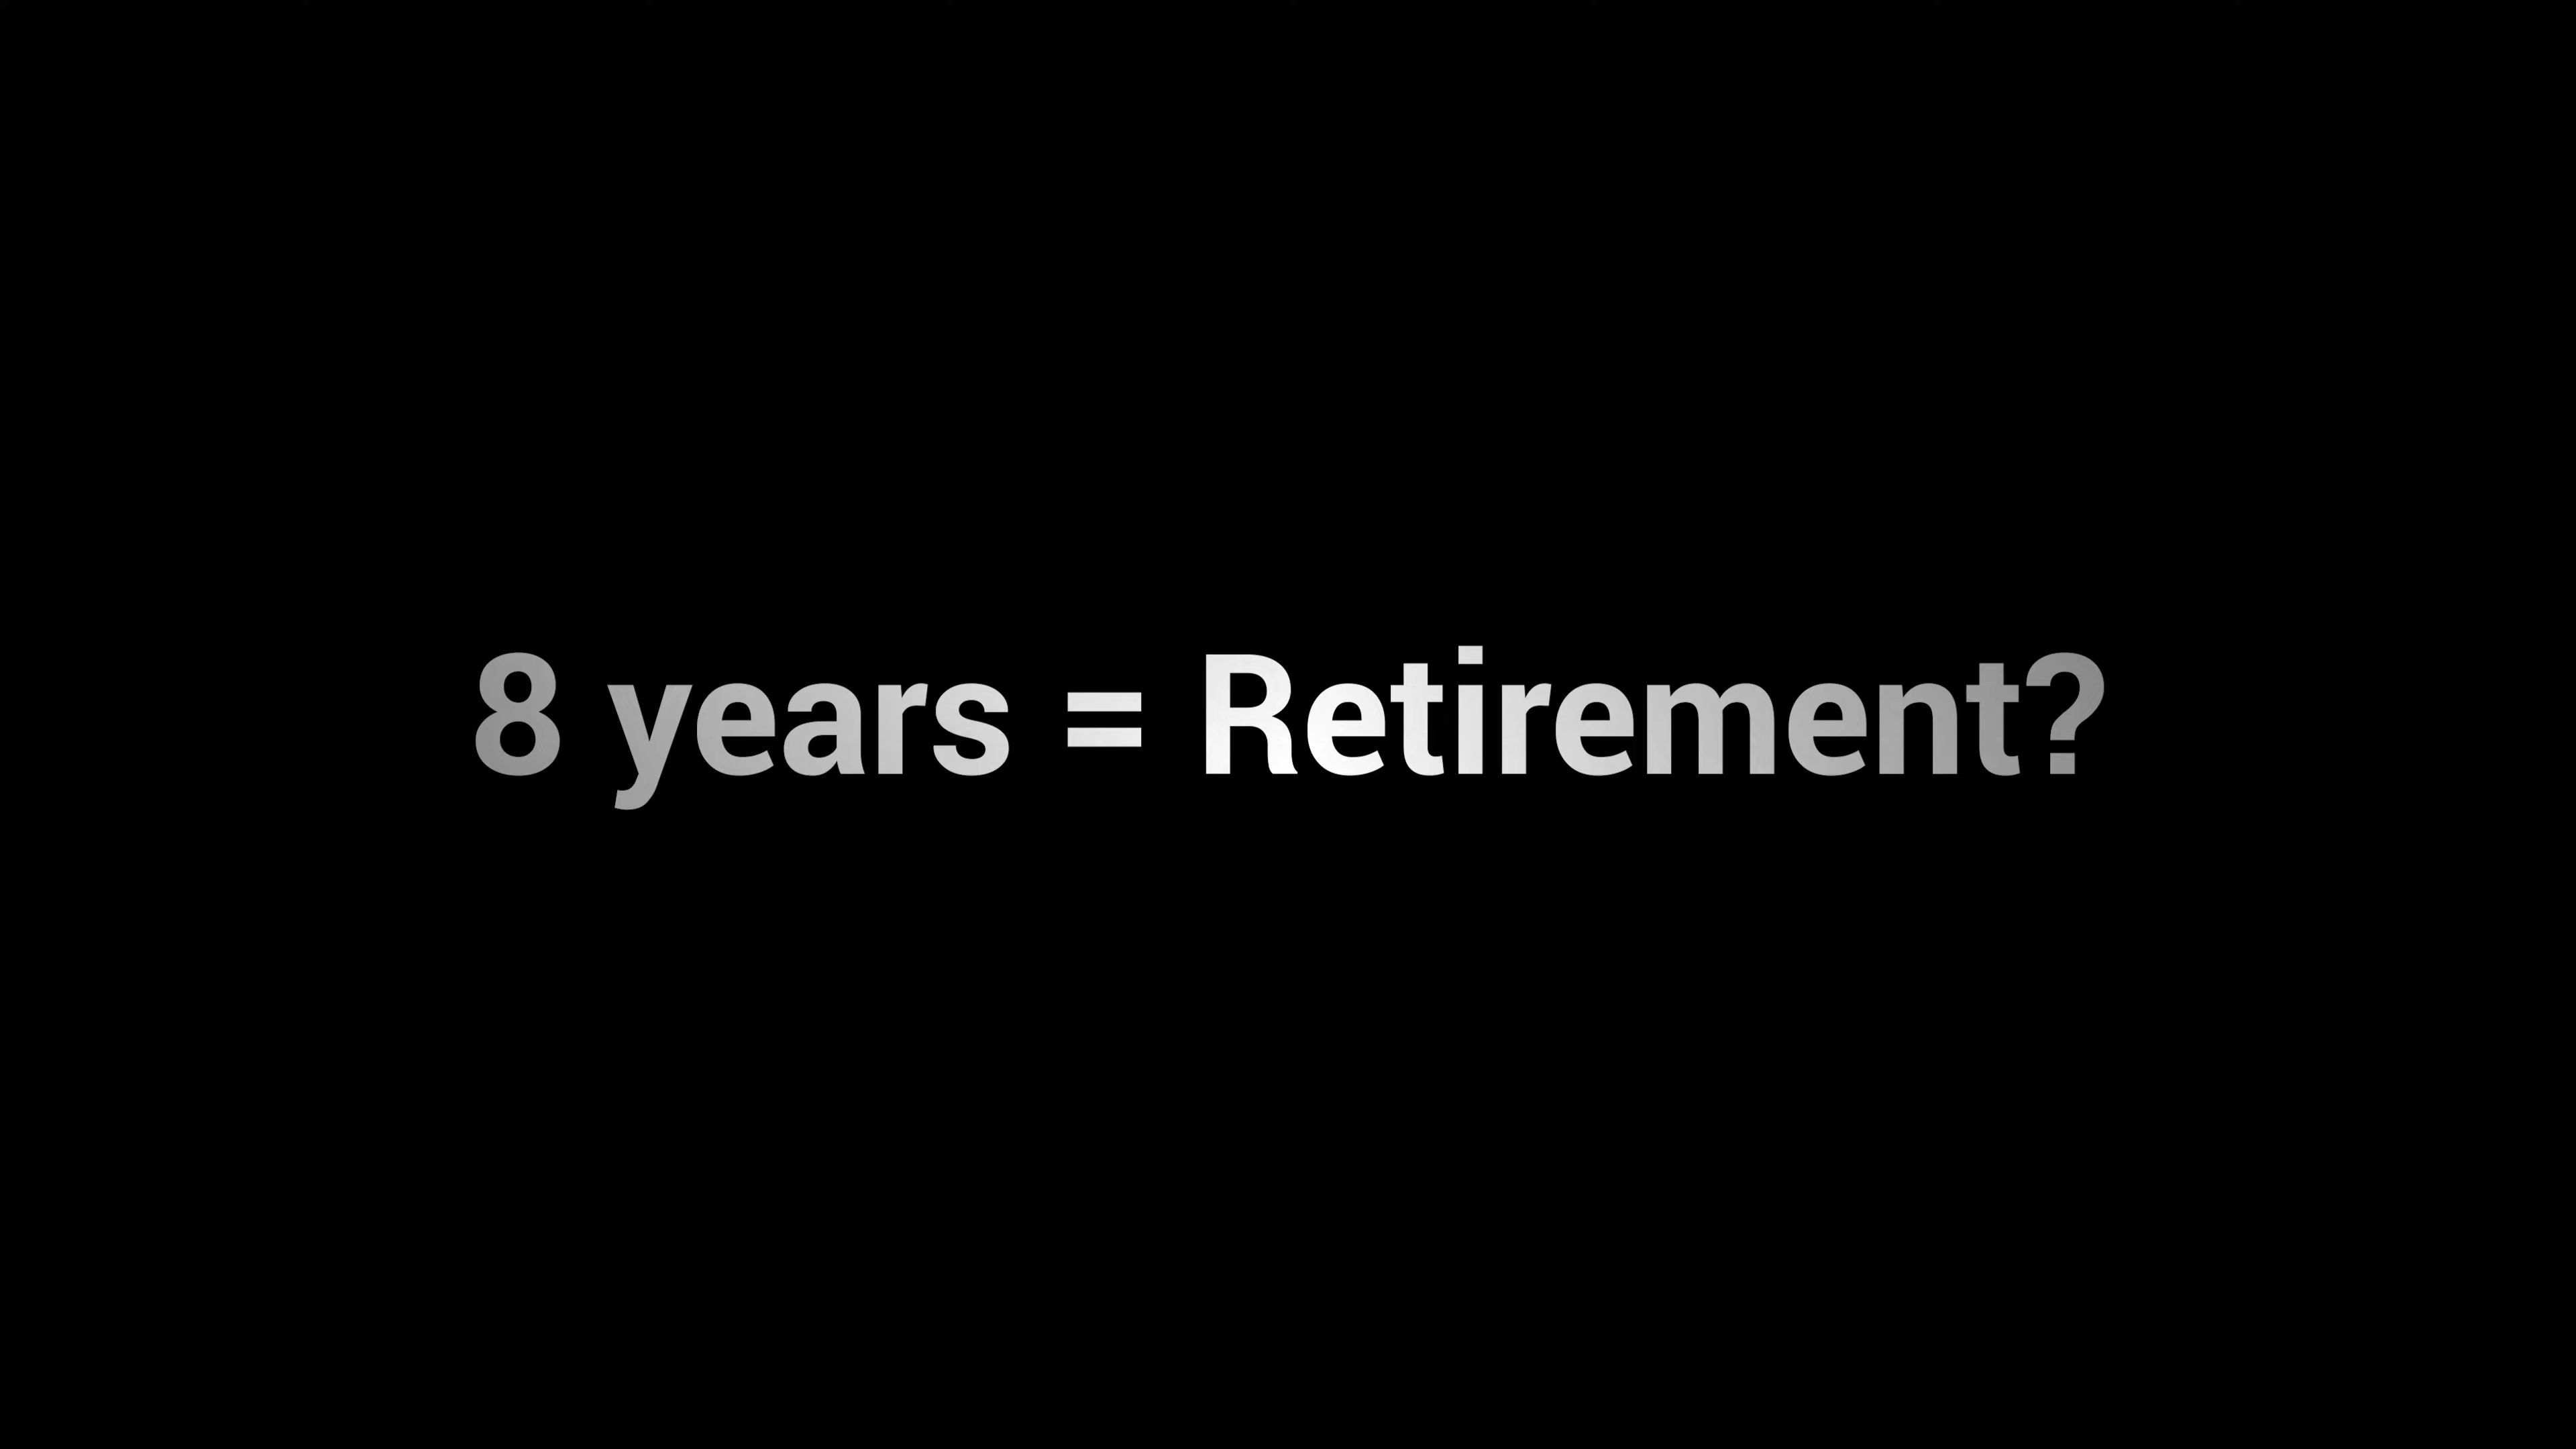 8 years = Retirement?